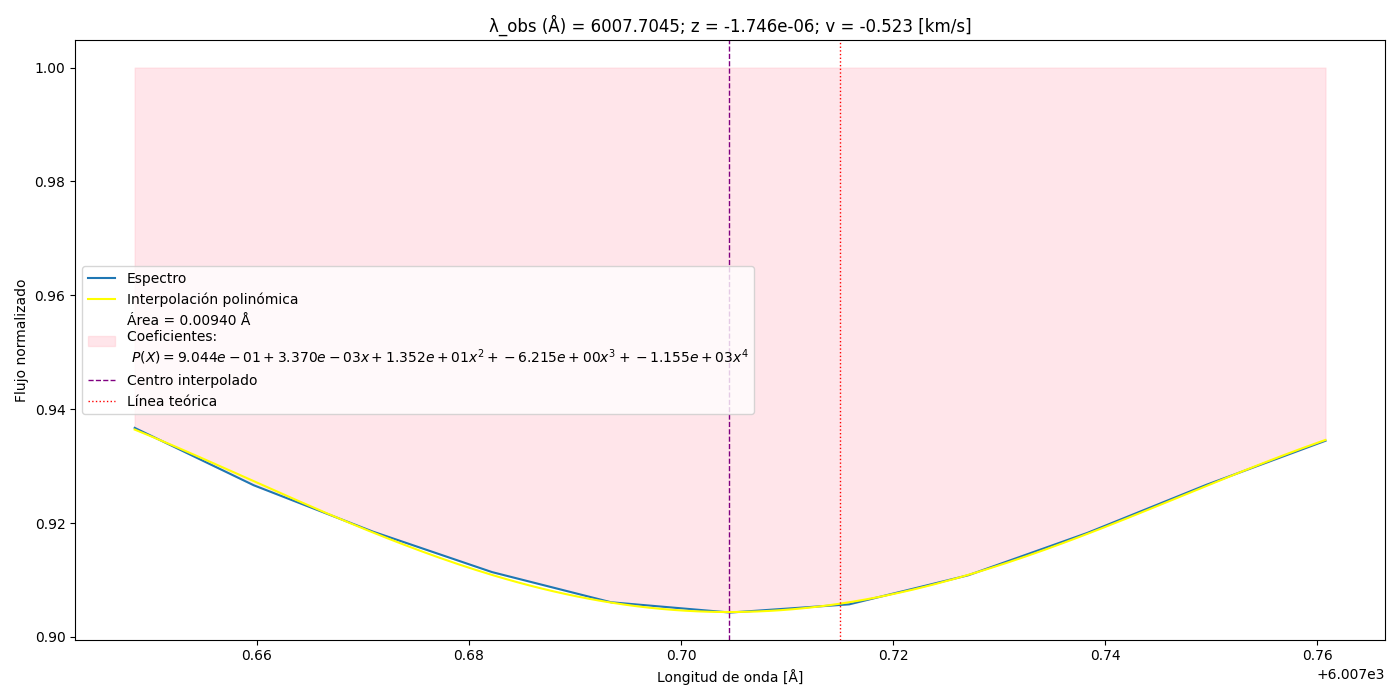 λ_obs (Å) = 6007.7045; z = -1.746e-06; v = -0.523 [km/s]
Flujo normalizado
1.00
0.98
0.96
0.94
0.92
0.90
Espectro
Interpolación polinómica
Área = 0.00940 Å
Coeficientes:
P(X) = 9.044e − 01 + 3.370e − 03x + 1.352e + 01x² + −6.215e + 00x³ + −1.155e + 03x⁴
Centro interpolado
Línea teórica
0.66 0.68 0.70 0.72 0.74 0.76
+6.007e3
Longitud de onda [Å]